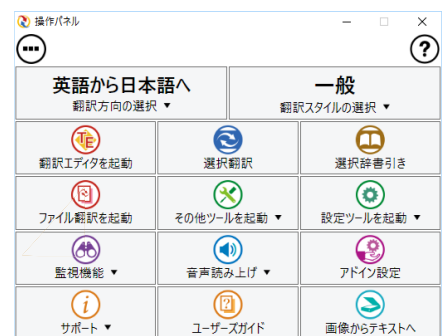 操作パネル
英語から日本語へ
翻訳方向の選択 ▼
一般
翻訳スタイルの選択 ▼
TE
翻訳エディタを起動
選択翻訳
選択辞書引き
ファイル翻訳を起動
その他ツールを起動 ▼
設定ツールを起動 ▼
監視機能 ▼
音声読み上げ ▼
アドイン設定
サポート ▼
ユーザーズガイド
画像からテキストへ